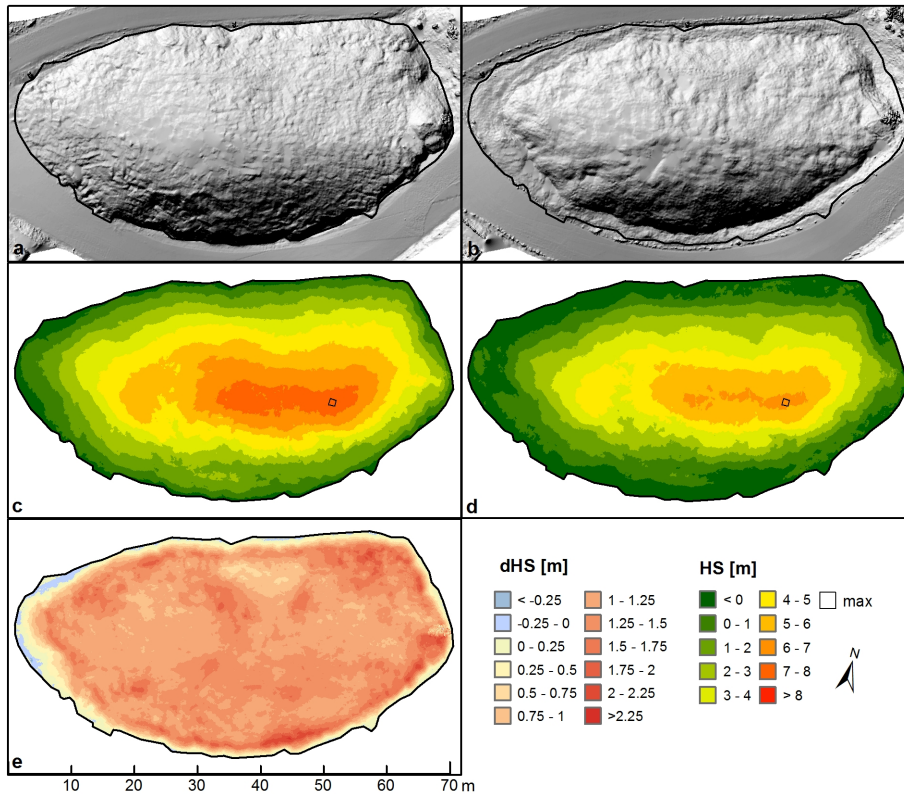 a
b
c
d
e
dHS [m]
< -0.25
-0.25 - 0
0 - 0.25
0.25 - 0.5
0.5 - 0.75
0.75 - 1
1 - 1.25
1.25 - 1.5
1.5 - 1.75
1.75 - 2
2 - 2.25
>2.25
HS [m]
< 0
0 - 1
1 - 2
2 - 3
3 - 4
4 - 5
5 - 6
6 - 7
7 - 8
> 8
max
N
10 20 30 40 50 60 70 m